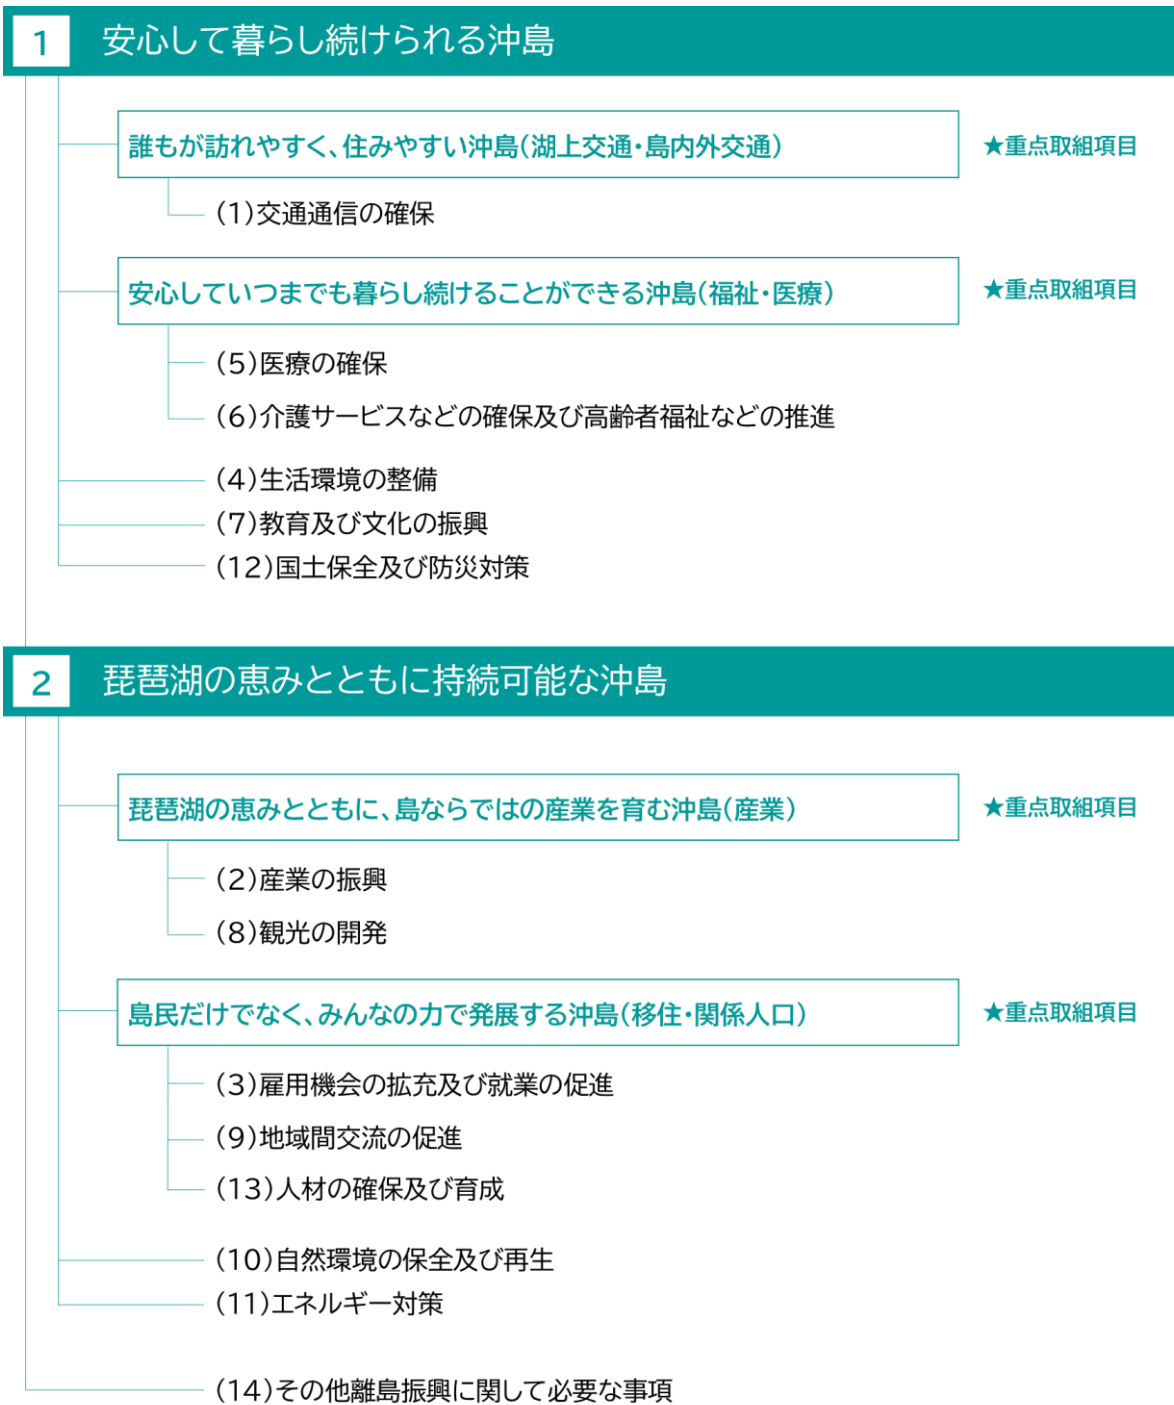 1 安心して暮らし続けられる沖島
誰もが訪れやすく、住みやすい沖島（湖上交通・島内外交通） ★重点取組項目
（1）交通通信の確保
安心していつまでも暮らし続けることができる沖島（福祉・医療） ★重点取組項目
（5）医療の確保
（6）介護サービスなどの確保及び高齢者福祉などの推進
（4）生活環境の整備
（7）教育及び文化の振興
（12）国土保全及び防災対策
2 琵琶湖の恵みとともに持続可能な沖島
琵琶湖の恵みとともに、島ならではの産業を育む沖島（産業） ★重点取組項目
（2）産業の振興
（8）観光の開発
島民だけでなく、みんなの力で発展する沖島（移住・関係人口） ★重点取組項目
（3）雇用機会の拡充及び就業の促進
（9）地域間交流の促進
（13）人材の確保及び育成
（10）自然環境の保全及び再生
（11）エネルギー対策
（14）その他離島振興に関して必要な事項